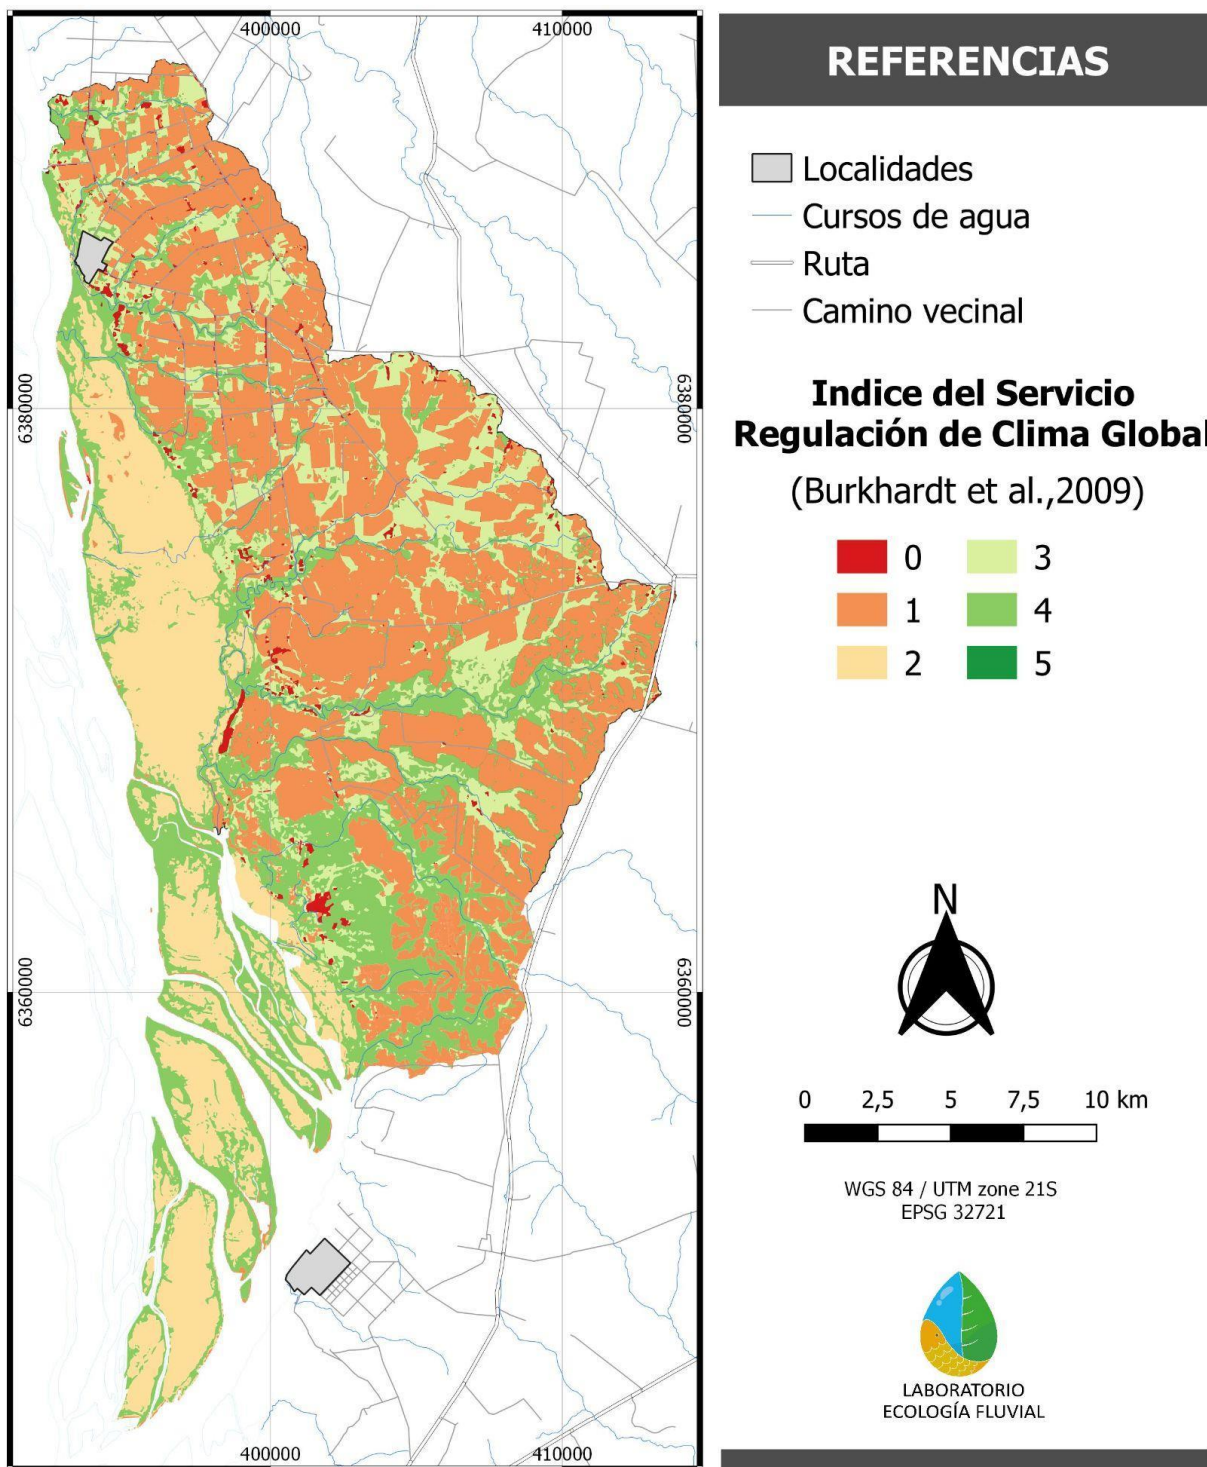 400000
410000
6380000
6380000
6360000
6360000
400000
410000
REFERENCIAS
Localidades
Cursos de agua
Ruta
Camino vecinal
Indice del Servicio
Regulación de Clima Global
(Burkhardt et al.,2009)
0 3
1 4
2 5
N
0 2,5 5 7,5 10 km
WGS 84 / UTM zone 21S
EPSG 32721
LABORATORIO
ECOLOGÍA FLUVIAL